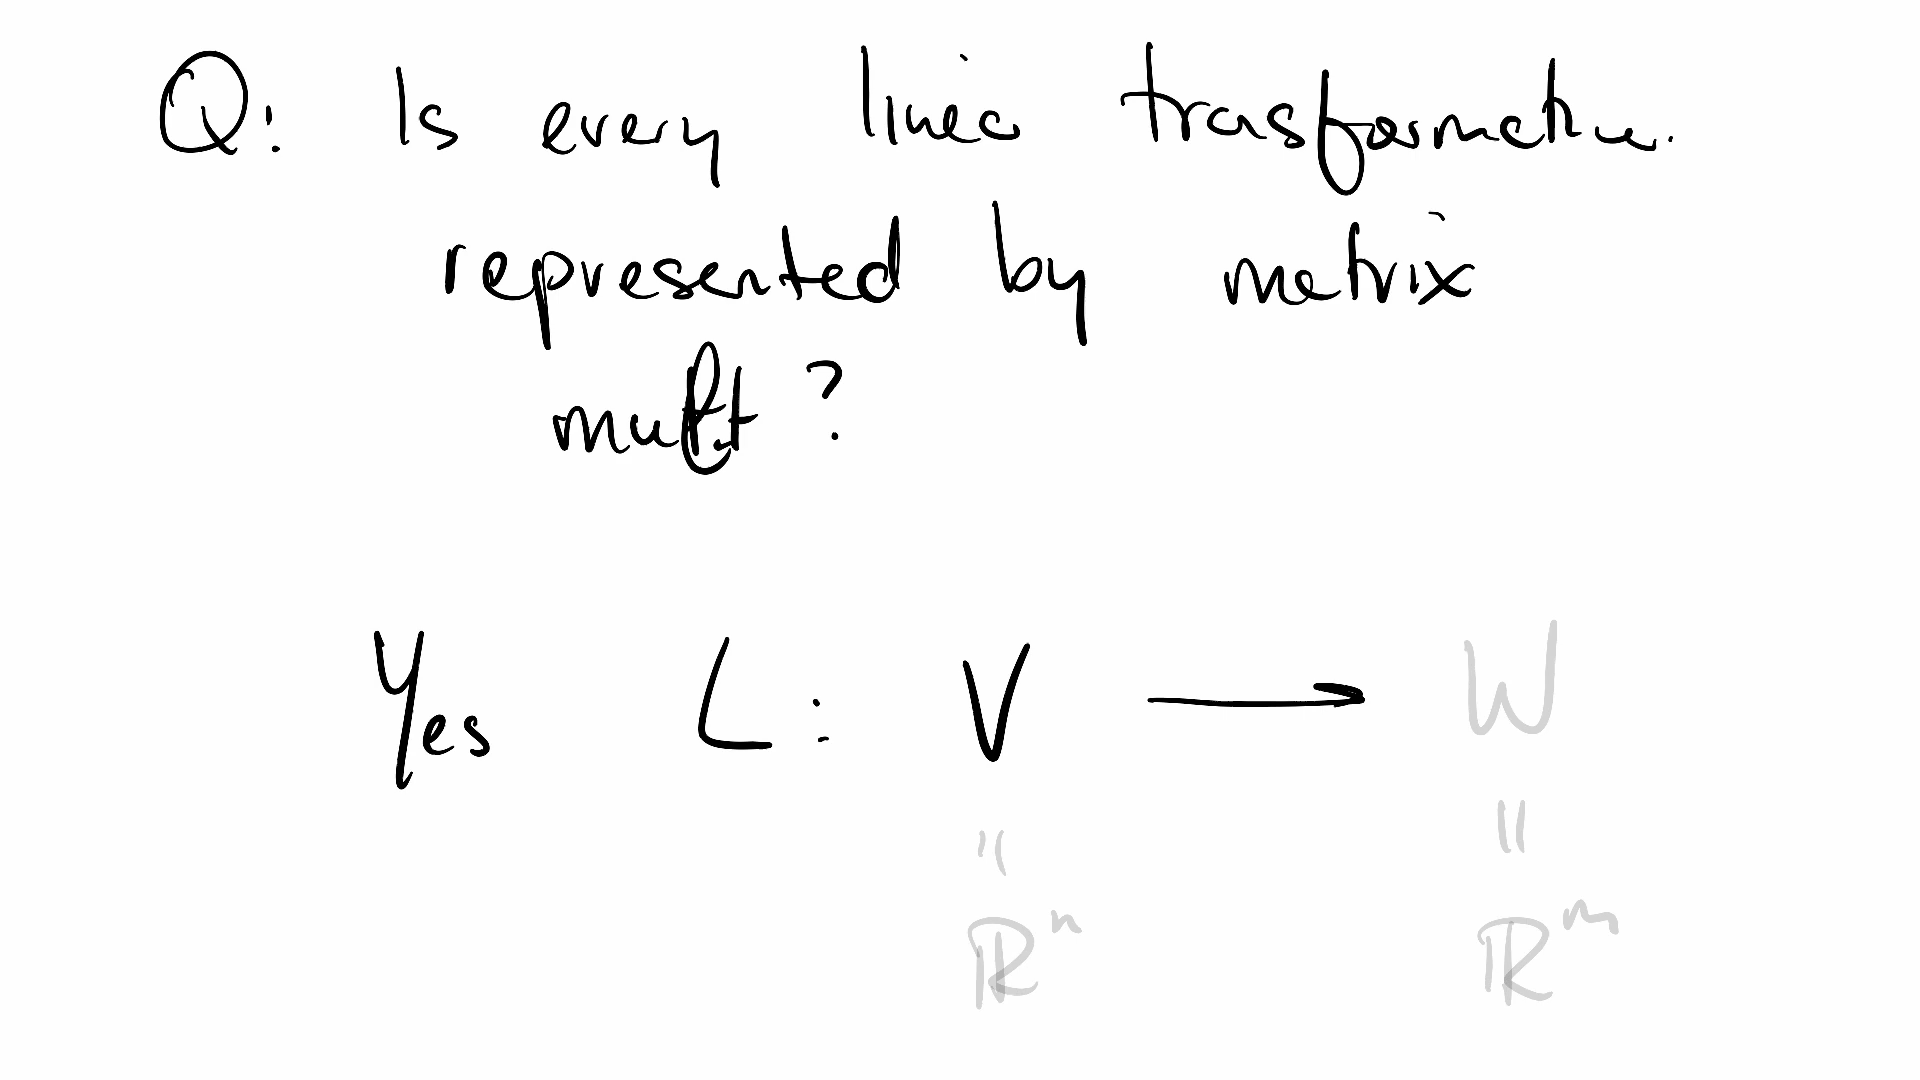 Q: Is every linear transformation
represented by matrix
mult?
Yes L: V → W
= =
ℝⁿ ℝᵐ